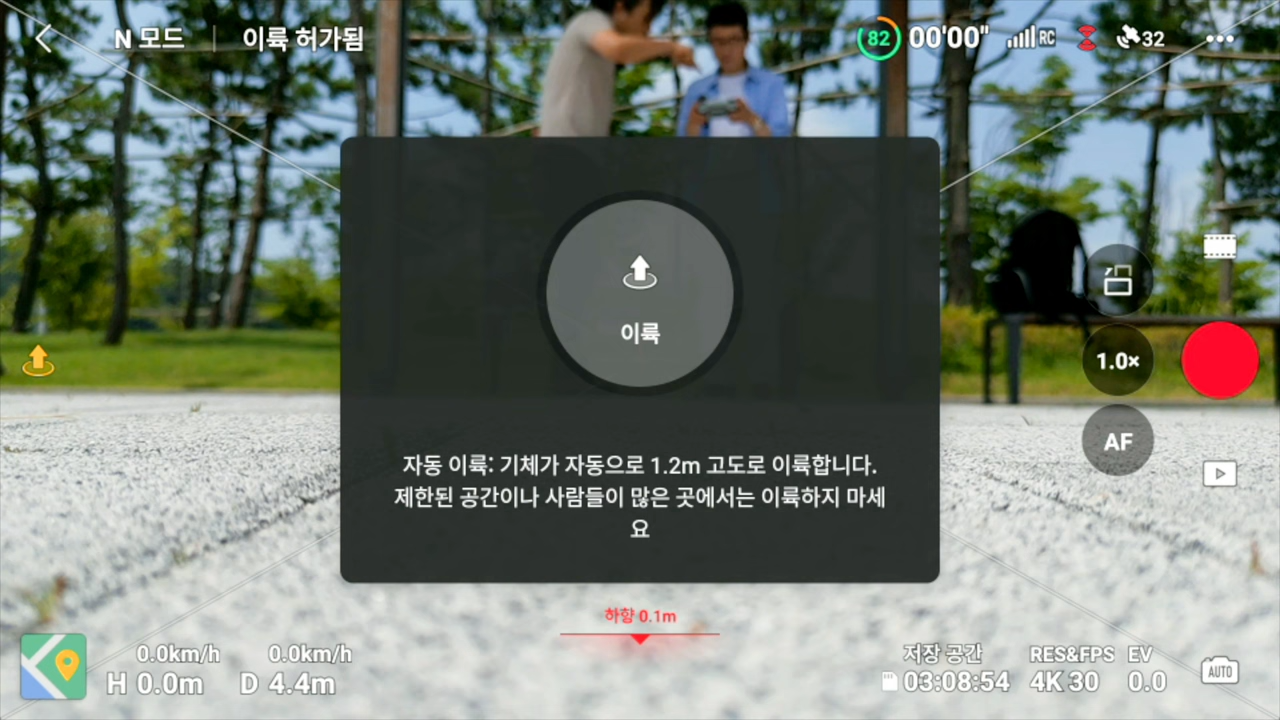 N 모드 | 이륙 허가됨
82 00'00" RC 32
이륙
1.0×
AF
자동 이륙: 기체가 자동으로 1.2m 고도로 이륙합니다.
제한된 공간이나 사람들이 많은 곳에서는 이륙하지 마세
요
하향 0.1m
0.0km/h 0.0km/h
H 0.0m D 4.4m
저장 공간 RES&FPS EV
03:08:54 4K 30 0.0
AUTO